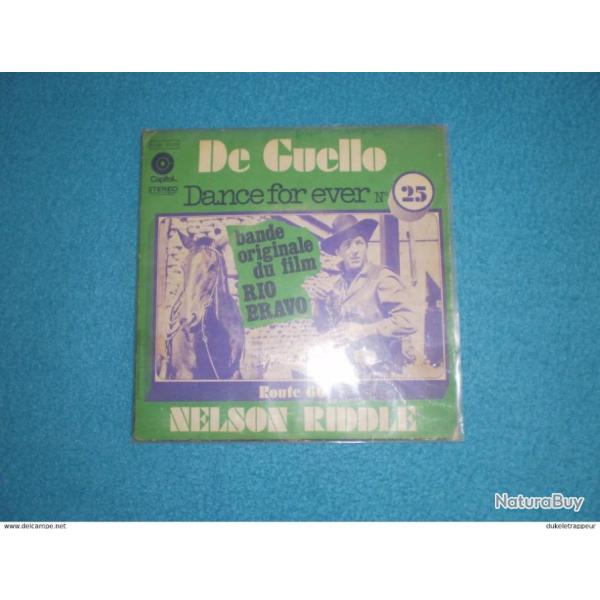 De Guello
Capitol
STEREO
Dance for ever N° 25
bande
originale
du film
RIO
BRAVO
Route 66
NELSON RIDDLE
NaturaBuy
www.delcampe.net
dukeletrappeur